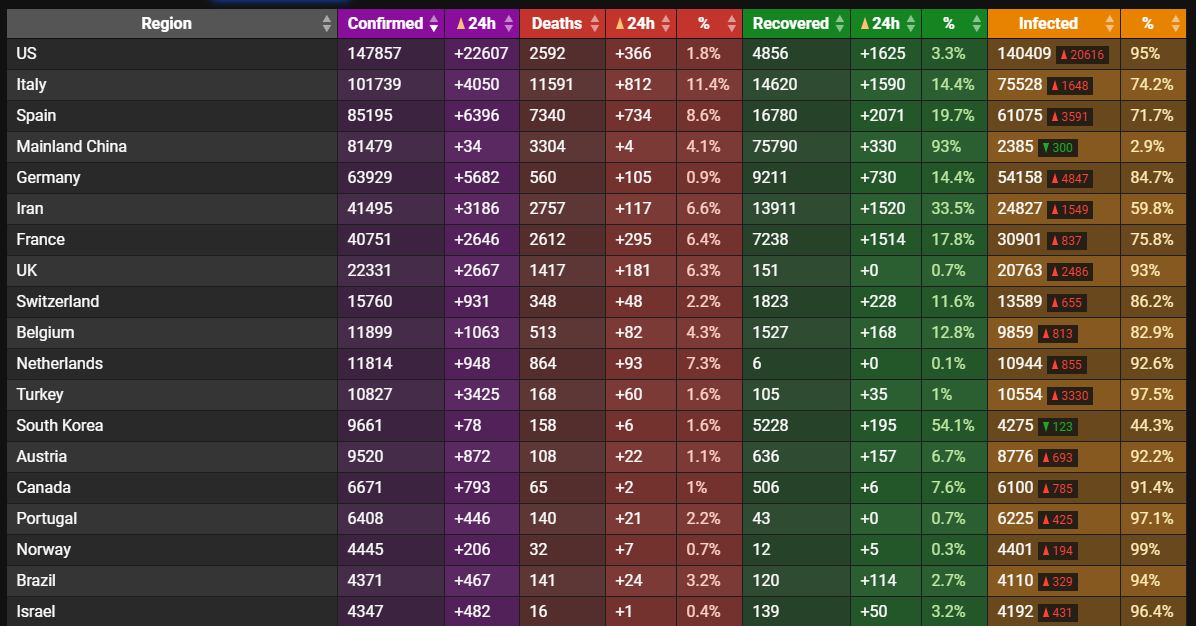 Region Confirmed 24h Deaths 24h % Recovered 24h % Infected %
US 147857 +22607 2592 +366 1.8% 4856 +1625 3.3% 140409 20616 95%
Italy 101739 +4050 11591 +812 11.4% 14620 +1590 14.4% 75528 1648 74.2%
Spain 85195 +6396 7340 +734 8.6% 16780 +2071 19.7% 61075 3591 71.7%
Mainland China 81479 +34 3304 +4 4.1% 75790 +330 93% 2385 300 2.9%
Germany 63929 +5682 560 +105 0.9% 9211 +730 14.4% 54158 4847 84.7%
Iran 41495 +3186 2757 +117 6.6% 13911 +1520 33.5% 24827 1549 59.8%
France 40751 +2646 2612 +295 6.4% 7238 +1514 17.8% 30901 837 75.8%
UK 22331 +2667 1417 +181 6.3% 151 +0 0.7% 20763 2486 93%
Switzerland 15760 +931 348 +48 2.2% 1823 +228 11.6% 13589 655 86.2%
Belgium 11899 +1063 513 +82 4.3% 1527 +168 12.8% 9859 813 82.9%
Netherlands 11814 +948 864 +93 7.3% 6 +0 0.1% 10944 855 92.6%
Turkey 10827 +3425 168 +60 1.6% 105 +35 1% 10554 3330 97.5%
South Korea 9661 +78 158 +6 1.6% 5228 +195 54.1% 4275 123 44.3%
Austria 9520 +872 108 +22 1.1% 636 +157 6.7% 8776 693 92.2%
Canada 6671 +793 65 +2 1% 506 +6 7.6% 6100 785 91.4%
Portugal 6408 +446 140 +21 2.2% 43 +0 0.7% 6225 425 97.1%
Norway 4445 +206 32 +7 0.7% 12 +5 0.3% 4401 194 99%
Brazil 4371 +467 141 +24 3.2% 120 +114 2.7% 4110 329 94%
Israel 4347 +482 16 +1 0.4% 139 +50 3.2% 4192 431 96.4%